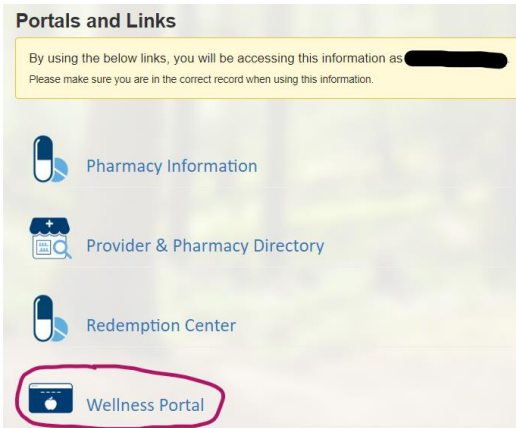 Portals and Links
By using the below links, you will be accessing this information as
Please make sure you are in the correct record when using this information.
Pharmacy Information
Provider & Pharmacy Directory
Redemption Center
Wellness Portal